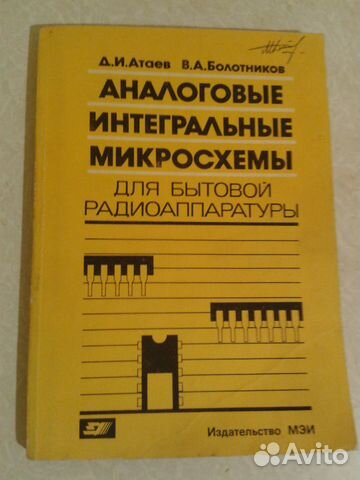 Д.И.Атаев В.А.Болотников
АНАЛОГОВЫЕ
ИНТЕГРАЛЬНЫЕ
МИКРОСХЕМЫ
ДЛЯ БЫТОВОЙ
РАДИОАППАРАТУРЫ
Издательство МЭИ
Avito